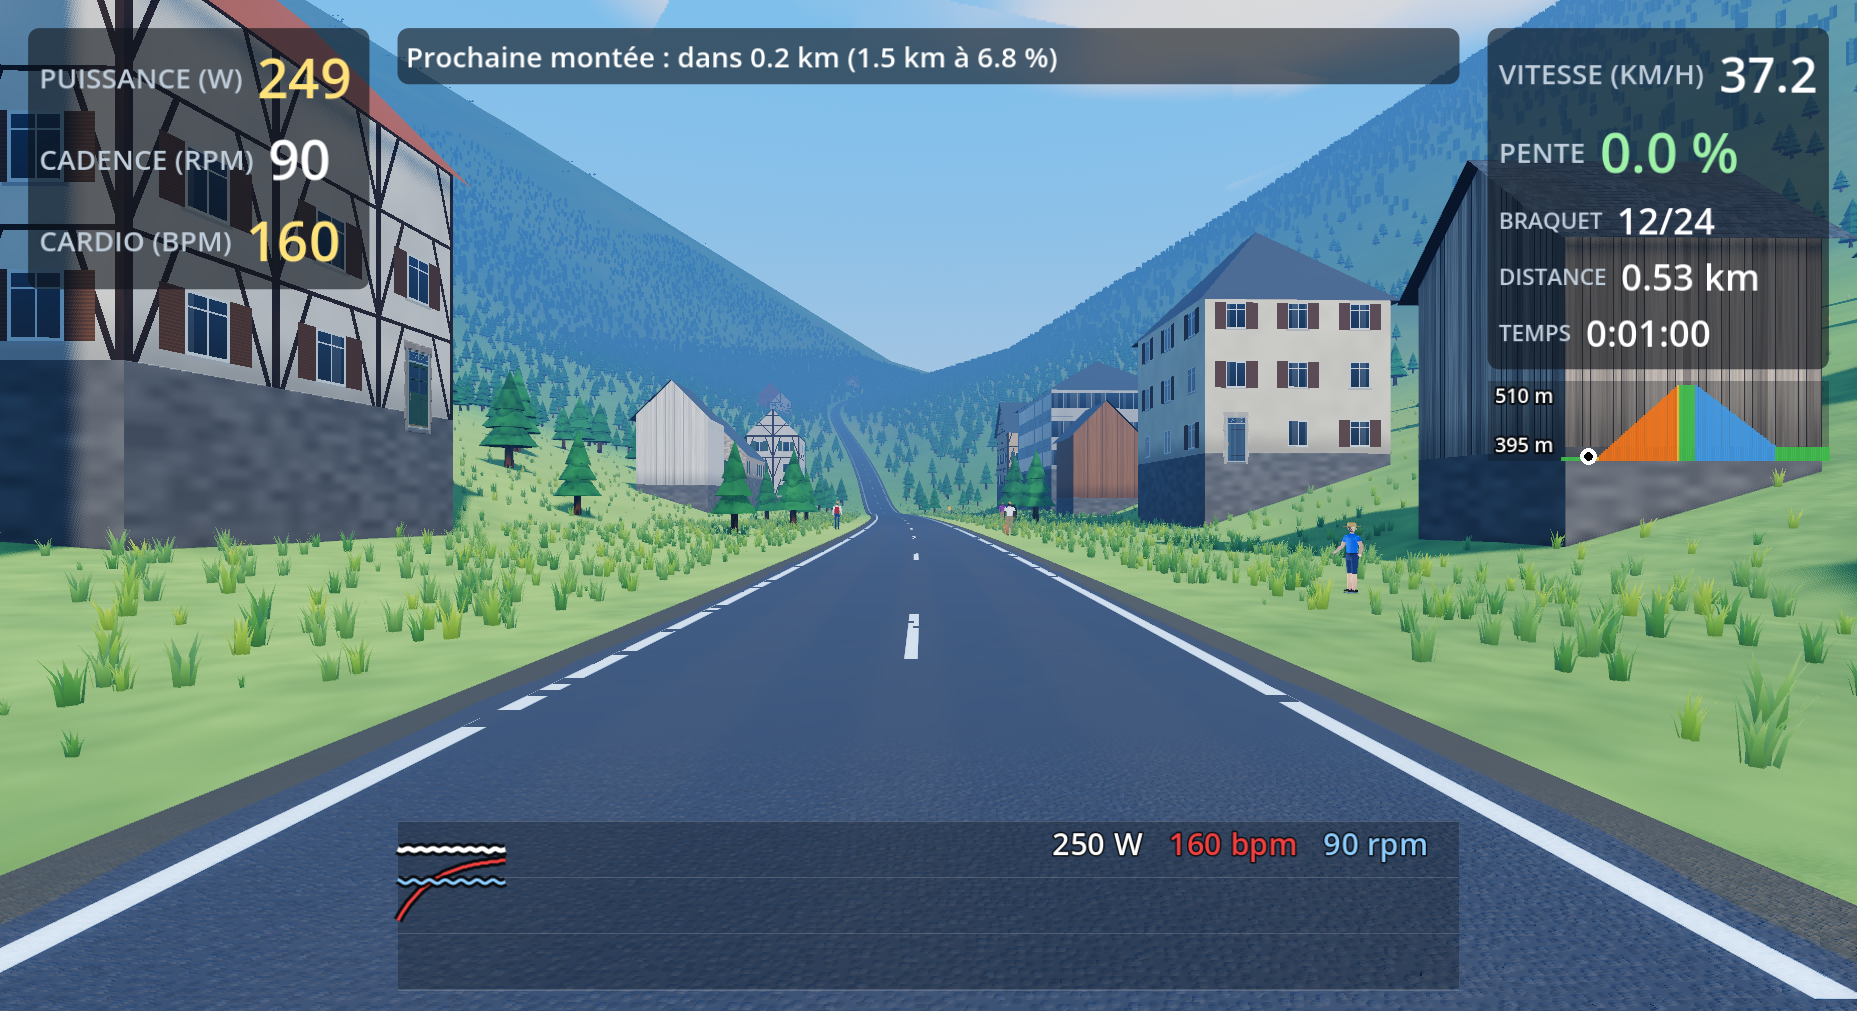 PUISSANCE (W) 249
CADENCE (RPM) 90
CARDIO (BPM) 160
Prochaine montée : dans 0.2 km (1.5 km à 6.8 %)
VITESSE (KM/H) 37.2
PENTE 0.0 %
BRAQUET 12/24
DISTANCE 0.53 km
TEMPS 0:01:00
510 m
395 m
250 W 160 bpm 90 rpm